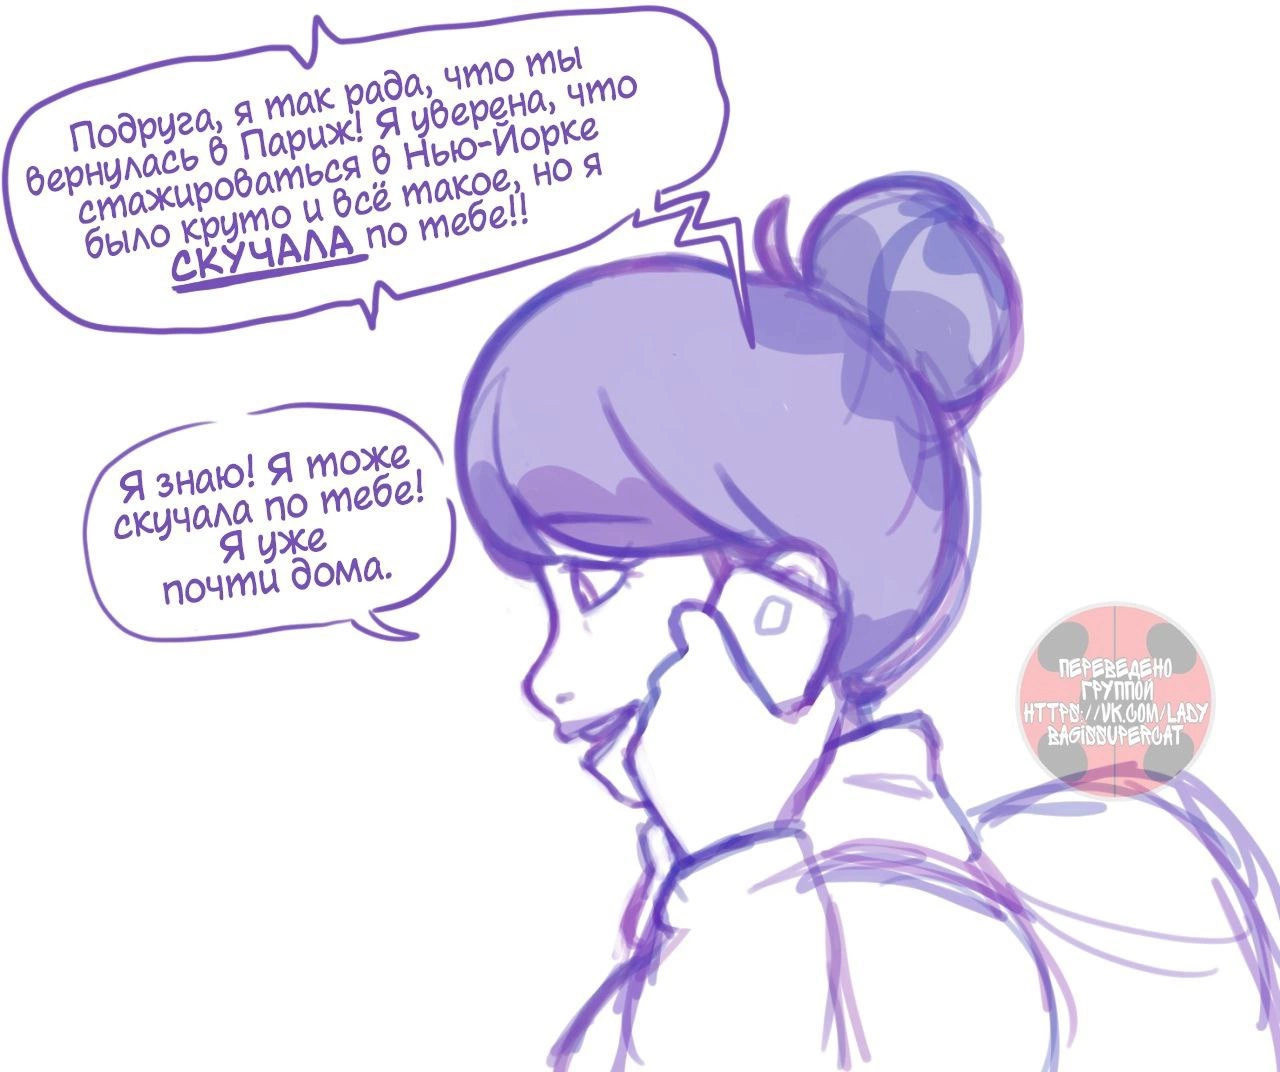 Подруга, я так рада, что ты
вернулась в Париж! Я уверена, что
стажироваться в Нью-Йорке
было круто и всё такое, но я
СКУЧАЛА по тебе!!
Я знаю! Я тоже
скучала по тебе!
Я уже
почти дома.
ПЕРЕВЕДЕНО
ГРУППОЙ
HTTPS://VK.COM/LADY
BAGISSUPERCAT